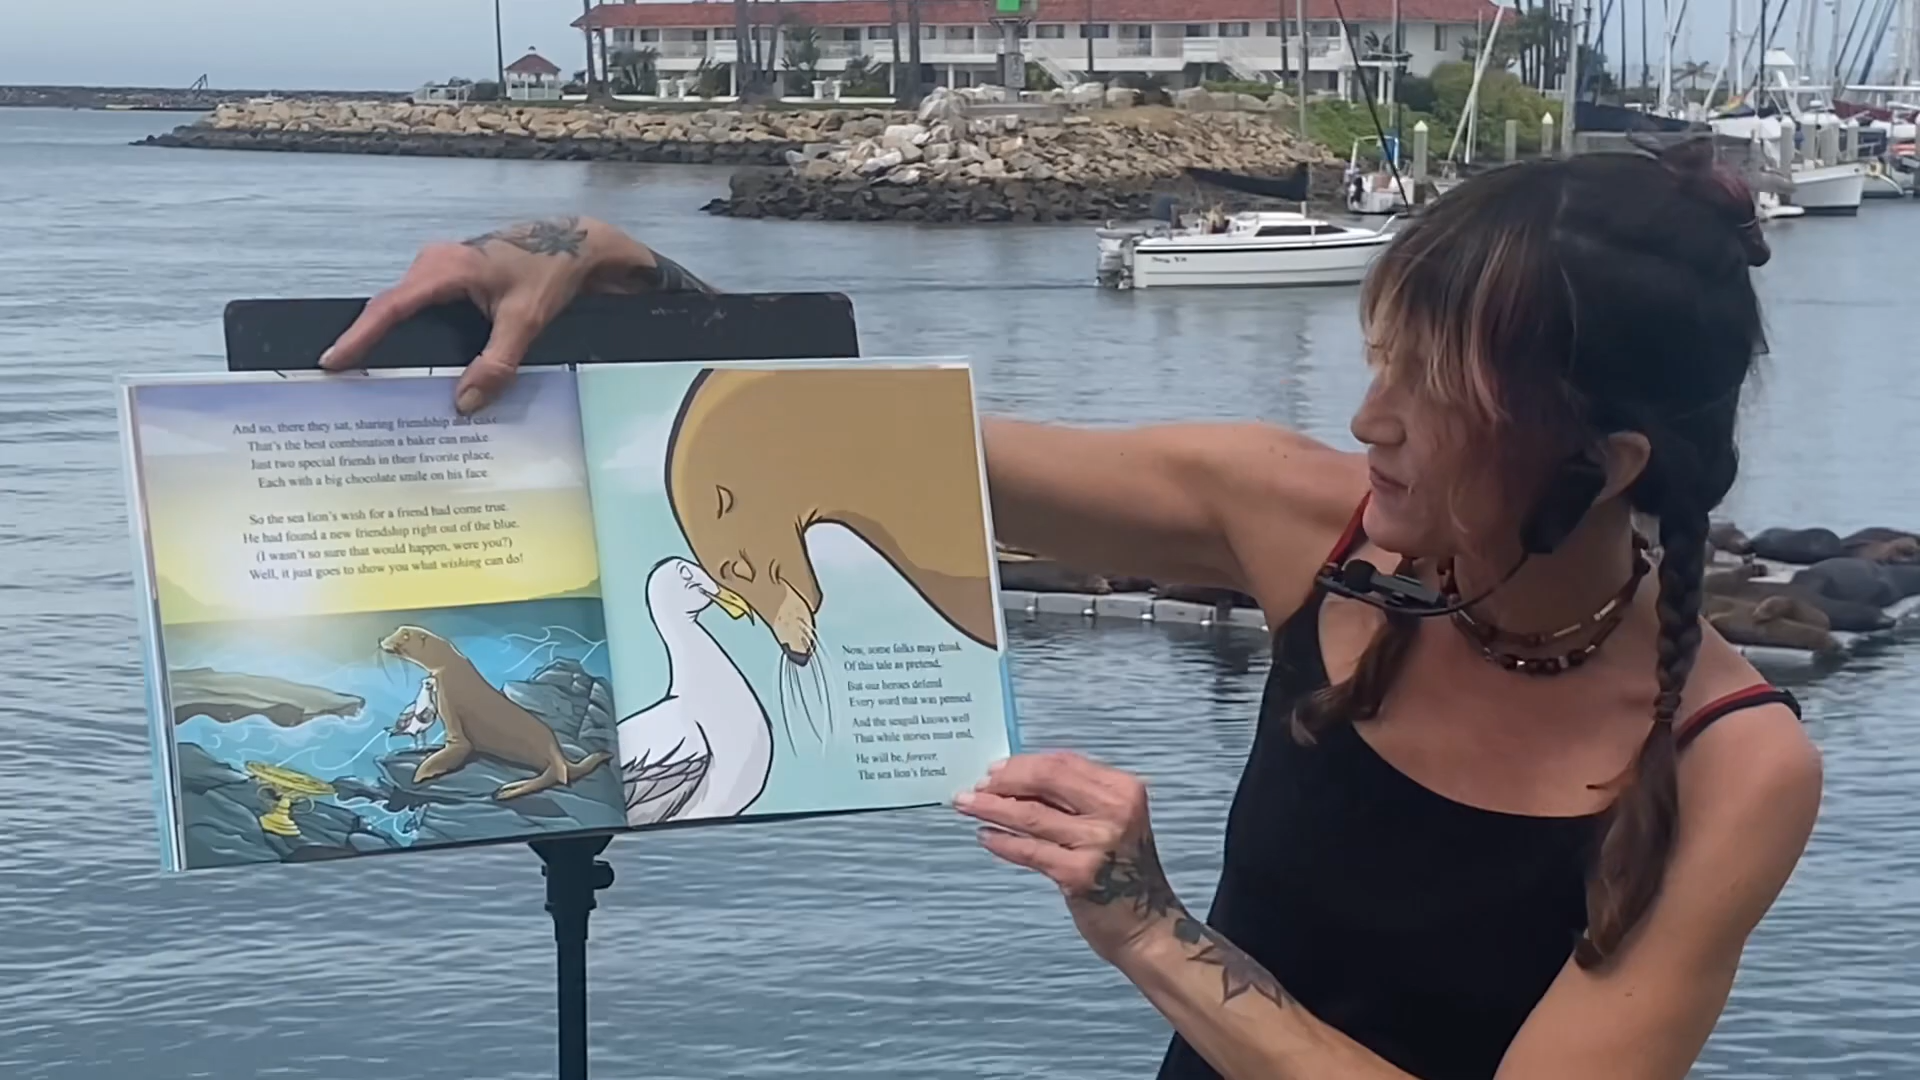 And so, there they sat, sharing friendship and cake
That's the best combination a baker can make.
Just two special friends in their favorite place,
Each with a big chocolate smile on his face.
So the sea lion's wish for a friend had come true.
He had found a new friendship right out of the blue.
(I wasn't so sure that would happen, were you?)
Well, it just goes to show you what wishing can do!
Now, some folks may think
Of this tale as pretend,
But our heroes defend
Every word that was penned.
And the seagull knows well
That while stories must end,
He will be, forever,
The sea lion's friend.